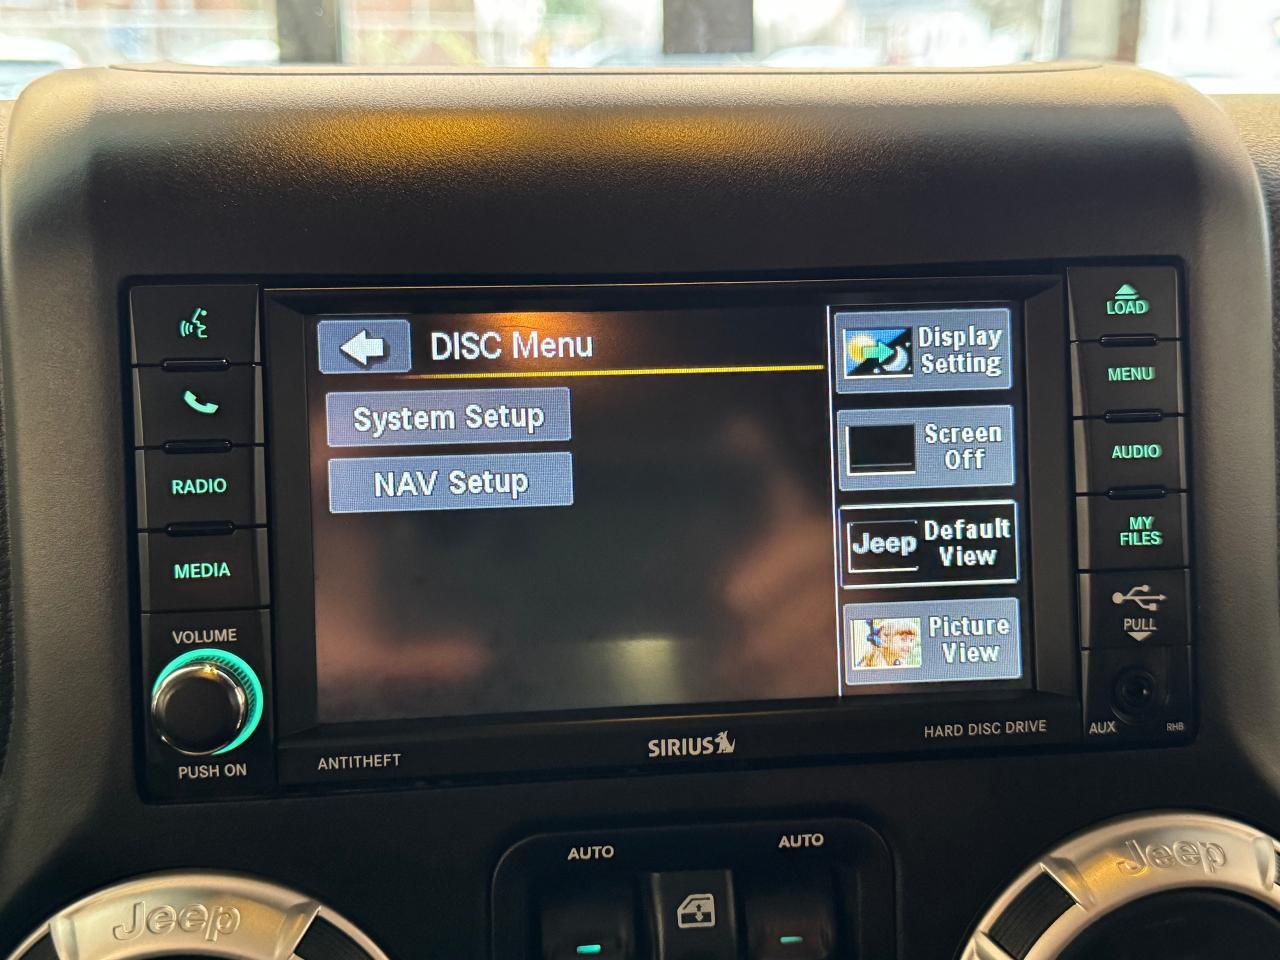 LOAD
MENU
AUDIO
MY
FILES
PULL
AUX
RHB
RADIO
MEDIA
VOLUME
PUSH ON
DISC Menu
System Setup
NAV Setup
Display
Setting
Screen
Off
Jeep
Default
View
Picture
View
ANTITHEFT
SIRIUS
HARD DISC DRIVE
AUTO
AUTO
Jeep
Jeep